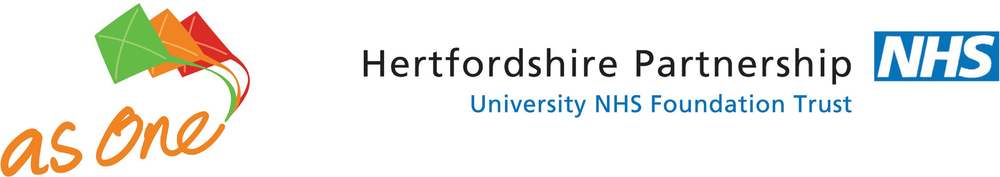 as one
Hertfordshire Partnership
NHS
University NHS Foundation Trust